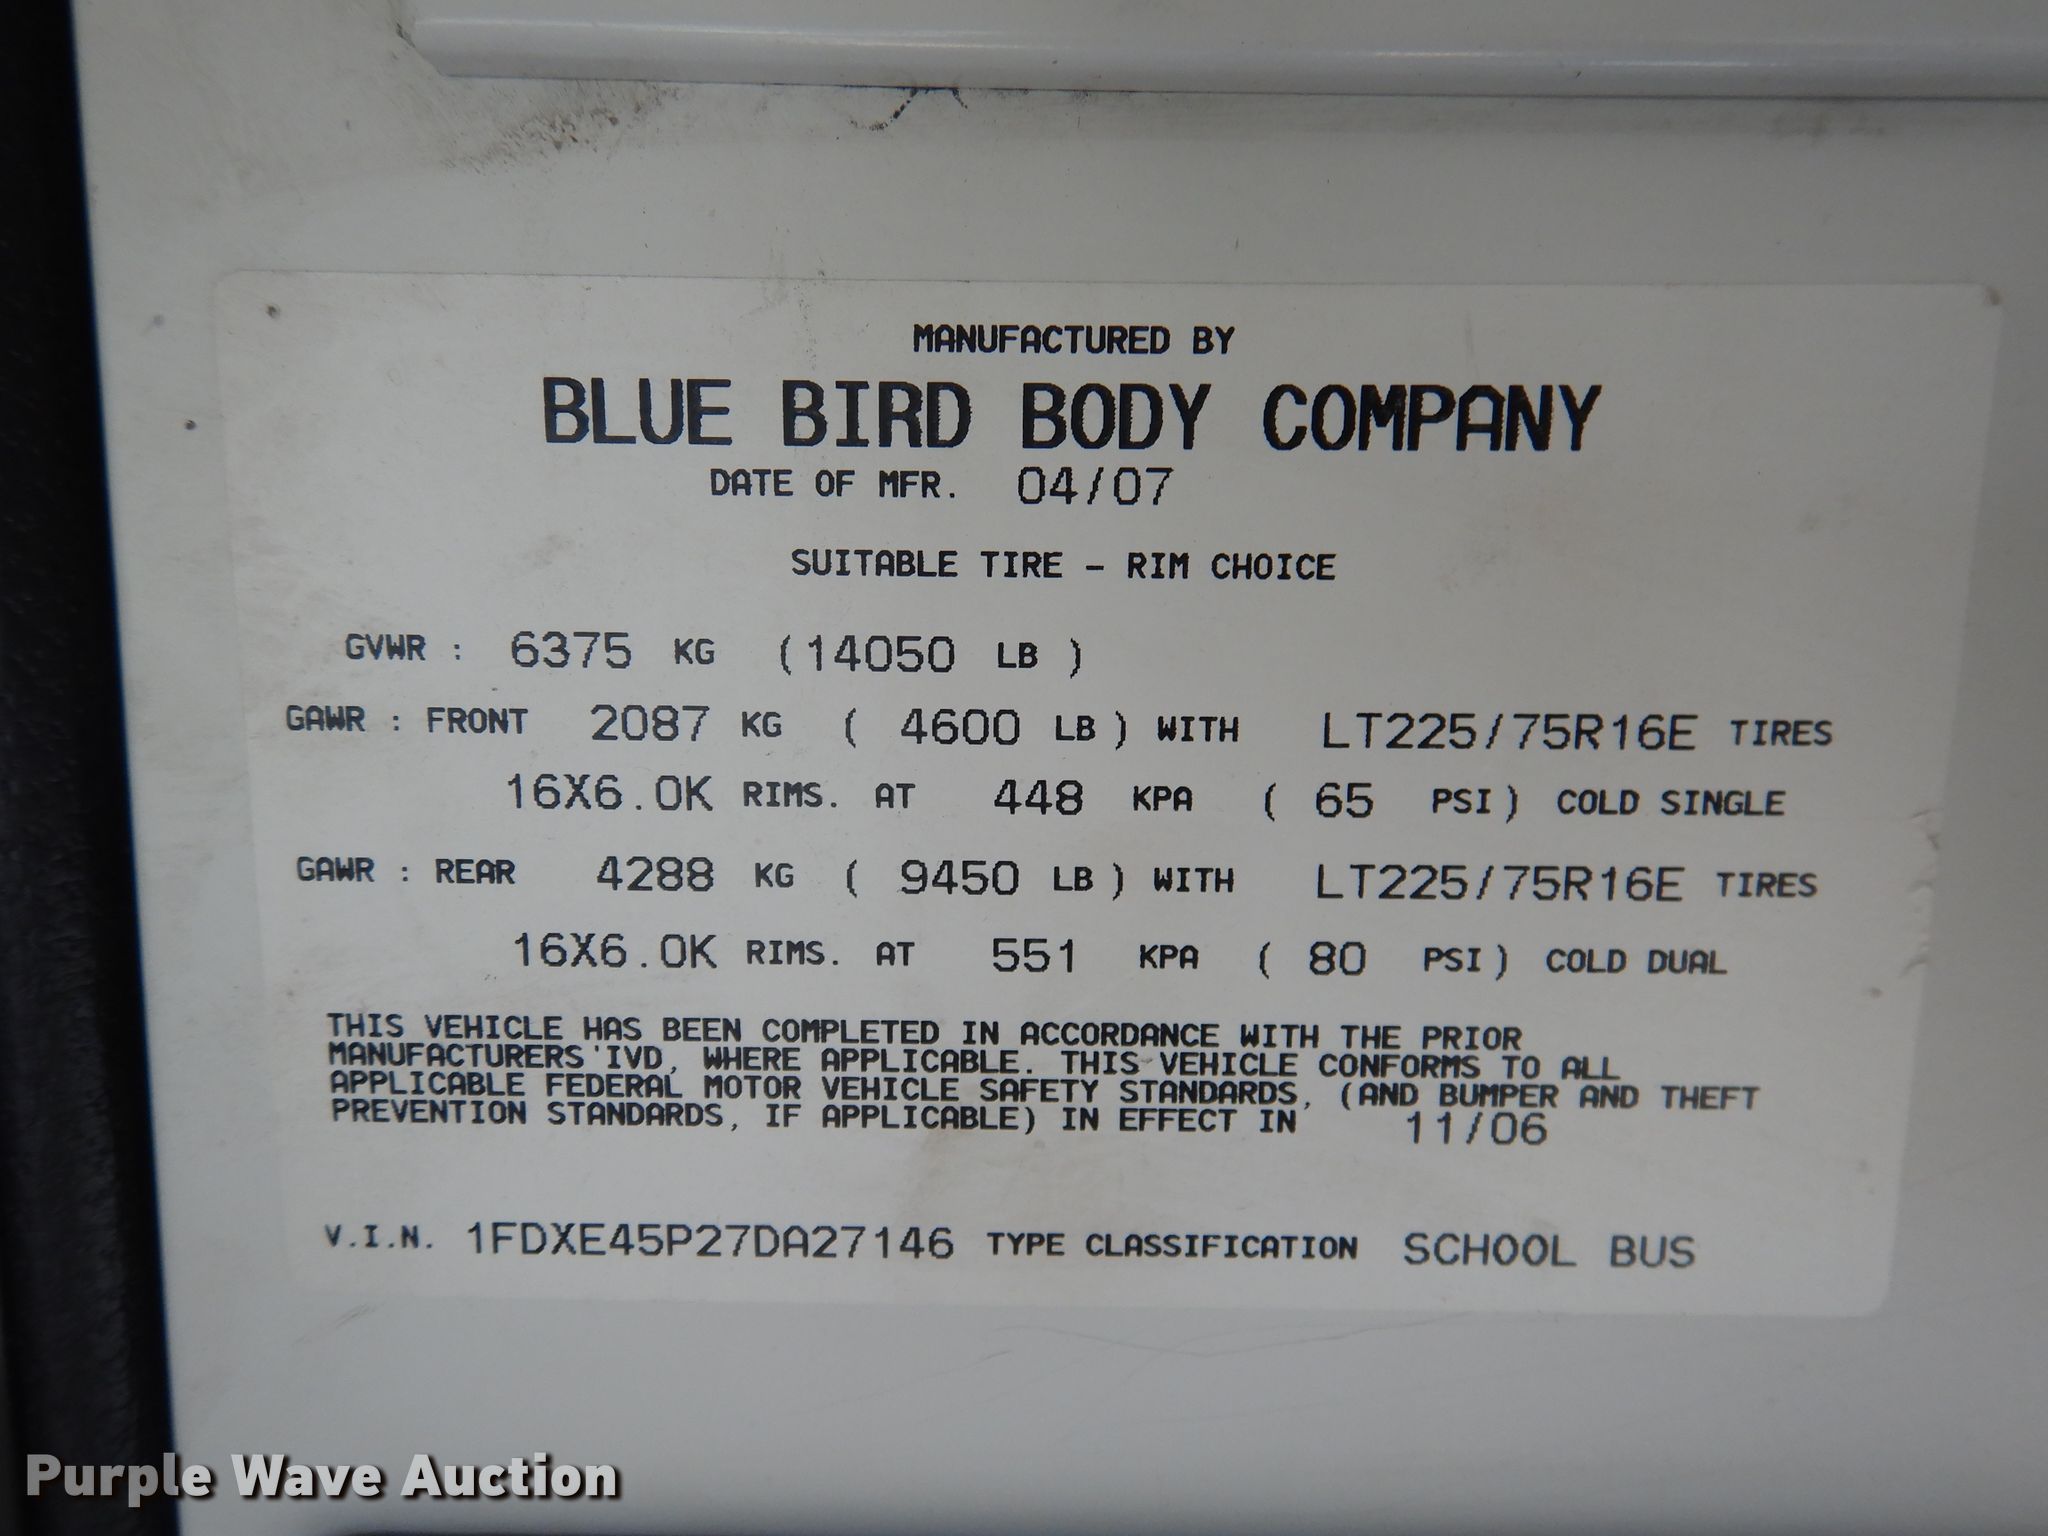 MANUFACTURED BY
BLUE BIRD BODY COMPANY
DATE OF MFR. 04/07
SUITABLE TIRE - RIM CHOICE
GVWR : 6375 KG (14050 LB )
GAWR : FRONT 2087 KG ( 4600 LB ) WITH LT225/75R16E TIRES
16X6.0K RIMS. AT 448 KPA ( 65 PSI ) COLD SINGLE
GAWR : REAR 4288 KG ( 9450 LB ) WITH LT225/75R16E TIRES
16X6.0K RIMS. AT 551 KPA ( 80 PSI ) COLD DUAL
THIS VEHICLE HAS BEEN COMPLETED IN ACCORDANCE WITH THE PRIOR
MANUFACTURERS'IVD, WHERE APPLICABLE. THIS VEHICLE CONFORMS TO ALL
APPLICABLE FEDERAL MOTOR VEHICLE SAFETY STANDARDS, (AND BUMPER AND THEFT
PREVENTION STANDARDS, IF APPLICABLE) IN EFFECT IN 11/06
V.I.N. 1FDXE45P27DA27146 TYPE CLASSIFICATION SCHOOL BUS
Purple Wave Auction